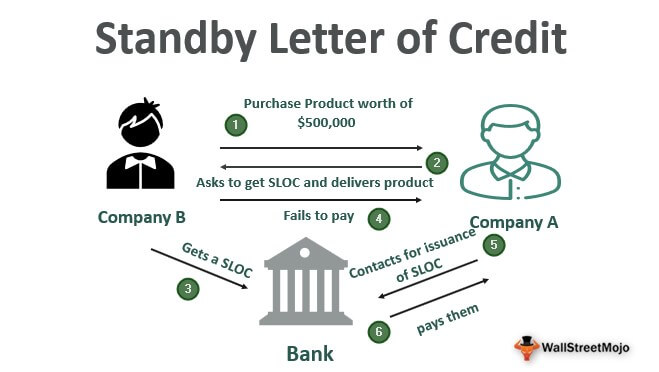 Standby Letter of Credit
Purchase Product worth of
$500,000
1
2
Asks to get SLOC and delivers product
Fails to pay
4
Company B
Company A
Gets a SLOC
3
Contacts for issuance
of SLOC
5
6
pays them
Bank
WallStreetMojo